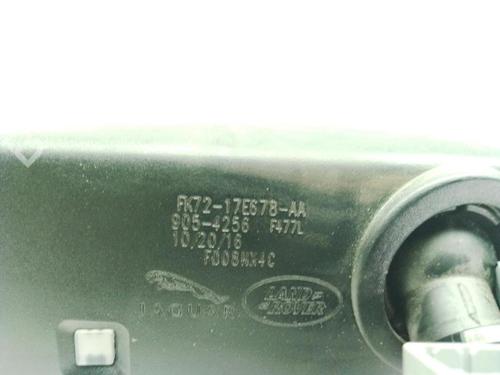 FK72-17E678-AA
905-4256 F477L
10/20/16
F008MX4C
JAGUAR
LAND
ROVER